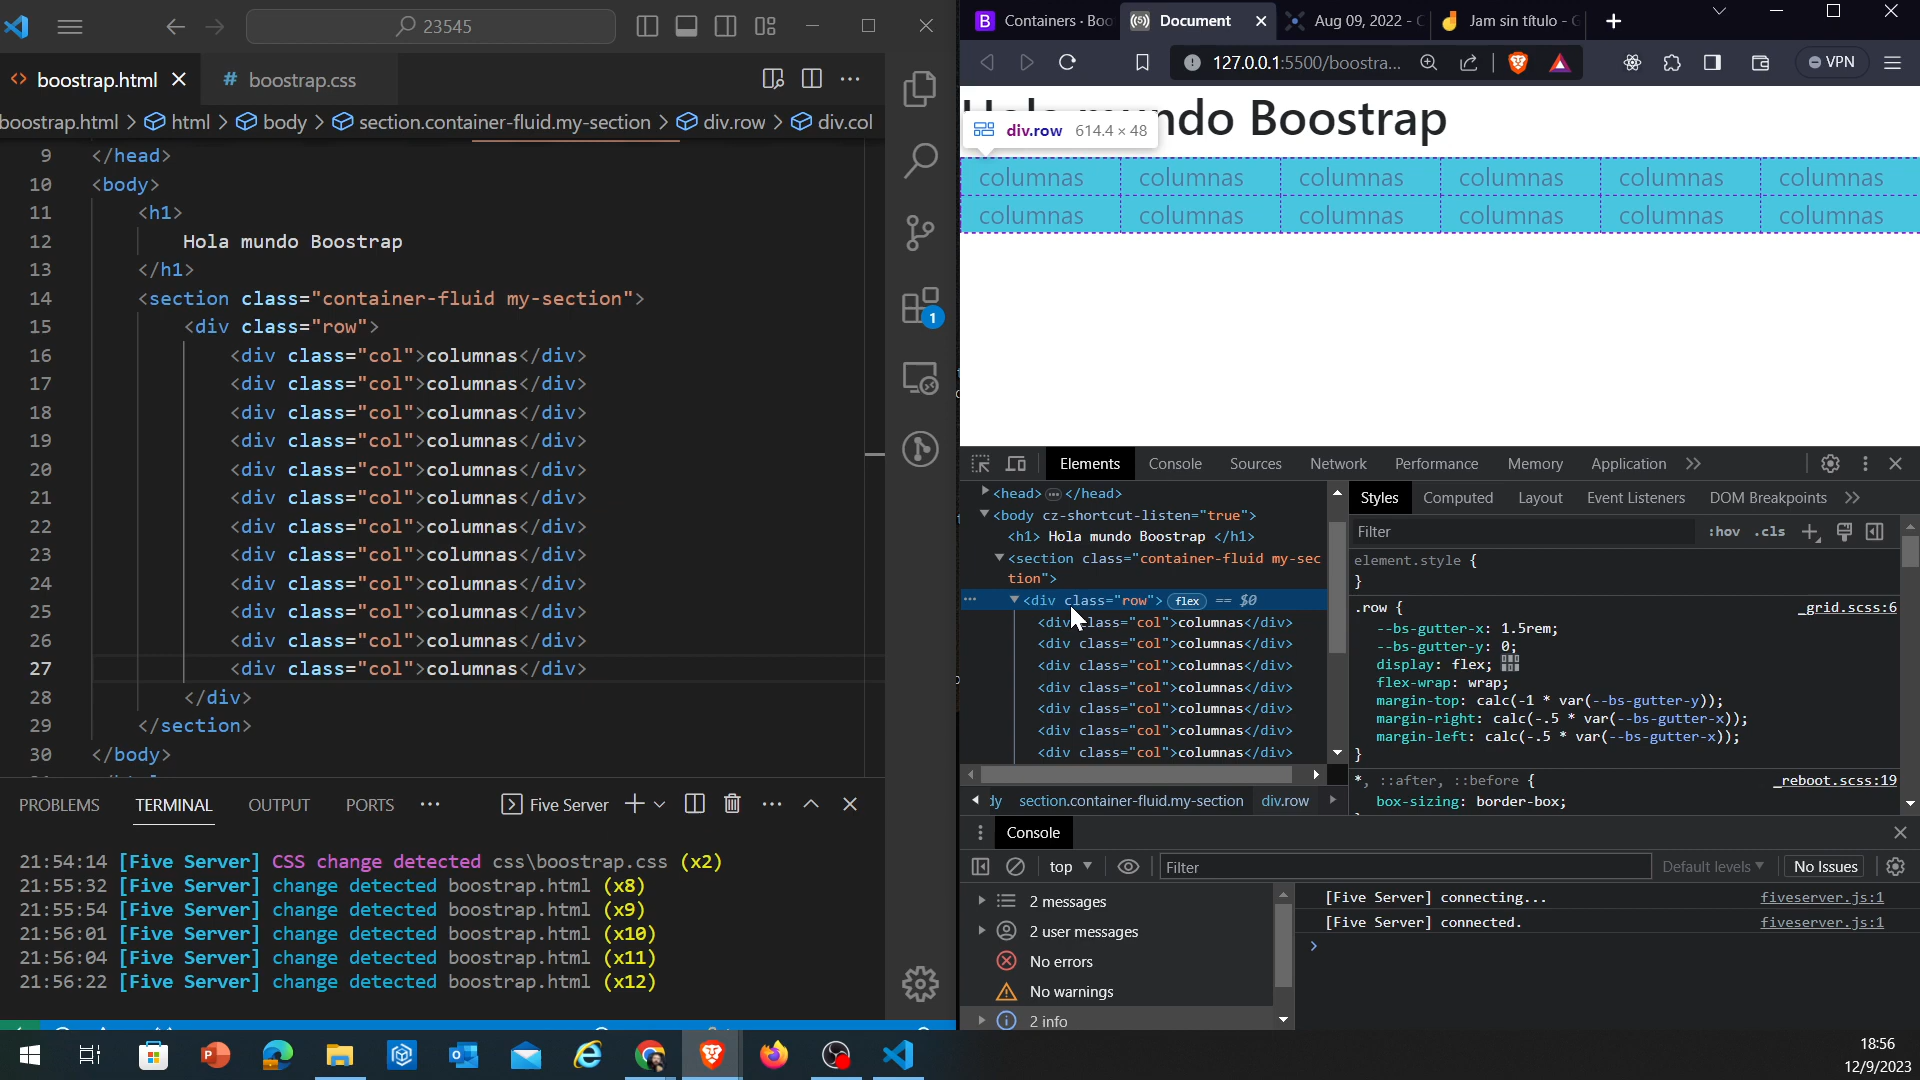 23545
boostrap.html
# boostrap.css
boostrap.html > html > body > section.container-fluid.my-section > div.row > div.col
9 </head>
10 <body>
11 <h1>
12 Hola mundo Boostrap
13 </h1>
14 <section class="container-fluid my-section">
15 <div class="row">
16 <div class="col">columnas</div>
17 <div class="col">columnas</div>
18 <div class="col">columnas</div>
19 <div class="col">columnas</div>
20 <div class="col">columnas</div>
21 <div class="col">columnas</div>
22 <div class="col">columnas</div>
23 <div class="col">columnas</div>
24 <div class="col">columnas</div>
25 <div class="col">columnas</div>
26 <div class="col">columnas</div>
27 <div class="col">columnas</div>
28 </div>
29 </section>
30 </body>
1
PROBLEMS TERMINAL OUTPUT PORTS ... Five Server
21:54:14 [Five Server] CSS change detected css\boostrap.css (x2)
21:55:32 [Five Server] change detected boostrap.html (x8)
21:55:54 [Five Server] change detected boostrap.html (x9)
21:56:01 [Five Server] change detected boostrap.html (x10)
21:56:04 [Five Server] change detected boostrap.html (x11)
21:56:22 [Five Server] change detected boostrap.html (x12)
B Containers · Boo
Document
Aug 09, 2022 - C
Jam sin título - G
127.0.0.1:5500/boostra...
VPN
mundo Boostrap
div.row 614.4 × 48
columnas columnas columnas columnas columnas columnas
columnas columnas columnas columnas columnas columnas
Elements Console Sources Network Performance Memory Application
<head> ... </head>
<body cz-shortcut-listen="true">
<h1> Hola mundo Boostrap </h1>
<section class="container-fluid my-sec
tion">
... <div class="row"> flex == $0
<div class="col">columnas</div>
<div class="col">columnas</div>
<div class="col">columnas</div>
<div class="col">columnas</div>
<div class="col">columnas</div>
<div class="col">columnas</div>
<div class="col">columnas</div>
dy section.container-fluid.my-section div.row
Styles Computed Layout Event Listeners DOM Breakpoints
Filter :hov .cls
element.style {
}
.row { _grid.scss:6
--bs-gutter-x: 1.5rem;
--bs-gutter-y: 0;
display: flex;
flex-wrap: wrap;
margin-top: calc(-1 * var(--bs-gutter-y));
margin-right: calc(-.5 * var(--bs-gutter-x));
margin-left: calc(-.5 * var(--bs-gutter-x));
}
*, ::after, ::before { _reboot.scss:19
box-sizing: border-box;
Console
top Filter Default levels No Issues
2 messages
2 user messages
No errors
No warnings
2 info
[Five Server] connecting... fiveserver.js:1
[Five Server] connected. fiveserver.js:1
18:56
12/9/2023